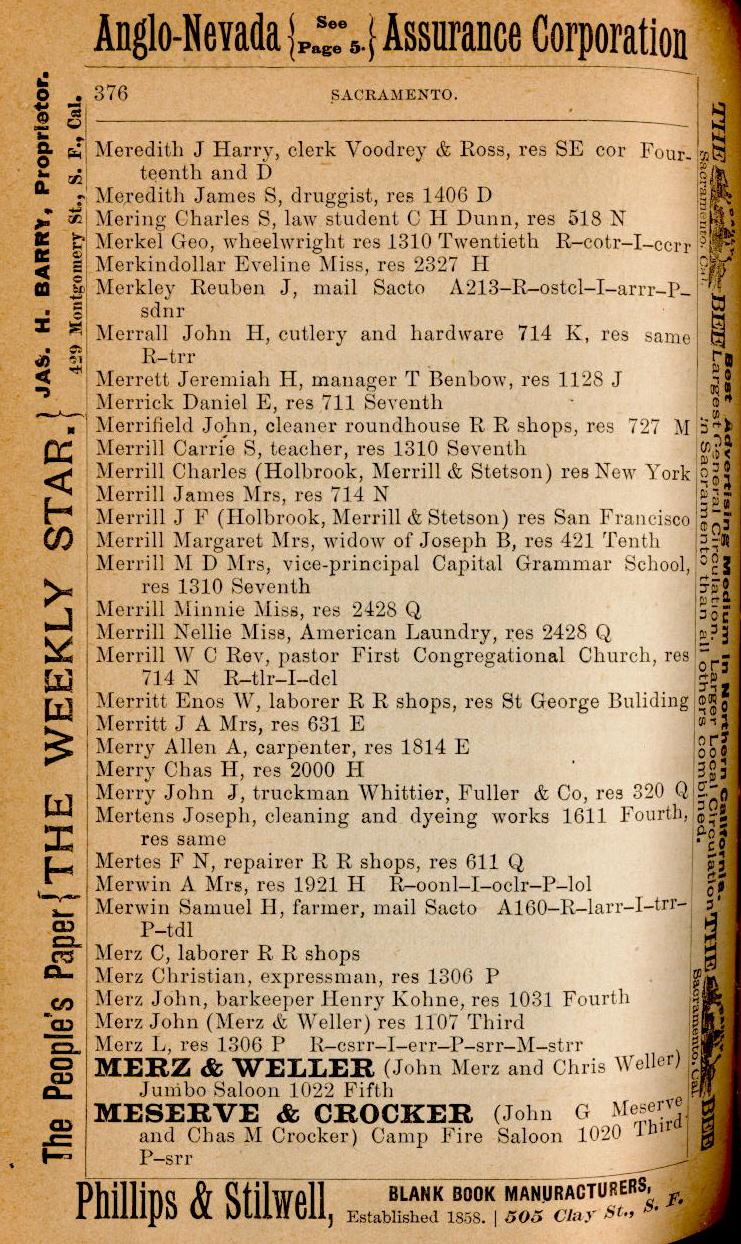 Anglo-Nevada { See Page 5. } Assurance Corporation
376 SACRAMENTO.
Meredith J Harry, clerk Voodrey & Ross, res SE cor Four-
teenth and D
Meredith James S, druggist, res 1406 D
Mering Charles S, law student C H Dunn, res 518 N
Merkel Geo, wheelwright res 1310 Twentieth R–cotr–I–ccrr
Merkindollar Eveline Miss, res 2327 H
Merkley Reuben J, mail Sacto A213–R–ostcl–I–arrr–P–
sdnr
Merrall John H, cutlery and hardware 714 K, res same
R–trr
Merrett Jeremiah H, manager T Benbow, res 1128 J
Merrick Daniel E, res 711 Seventh
Merrifield John, cleaner roundhouse R R shops, res 727 M
Merrill Carrie S, teacher, res 1310 Seventh
Merrill Charles (Holbrook, Merrill & Stetson) res New York
Merrill James Mrs, res 714 N
Merrill J F (Holbrook, Merrill & Stetson) res San Francisco
Merrill Margaret Mrs, widow of Joseph B, res 421 Tenth
Merrill M D Mrs, vice-principal Capital Grammar School,
res 1310 Seventh
Merrill Minnie Miss, res 2428 Q
Merrill Nellie Miss, American Laundry, res 2428 Q
Merrill W C Rev, pastor First Congregational Church, res
714 N R–tlr–I–dcl
Merritt Enos W, laborer R R shops, res St George Buliding
Merritt J A Mrs, res 631 E
Merry Allen A, carpenter, res 1814 E
Merry Chas H, res 2000 H
Merry John J, truckman Whittier, Fuller & Co, res 320 Q
Mertens Joseph, cleaning and dyeing works 1611 Fourth,
res same
Mertes F N, repairer R R shops, res 611 Q
Merwin A Mrs, res 1921 H R–oonl–I–oclr–P–lol
Merwin Samuel H, farmer, mail Sacto A160–R–larr–I–trr–
P–tdl
Merz C, laborer R R shops
Merz Christian, expressman, res 1306 P
Merz John, barkeeper Henry Kohne, res 1031 Fourth
Merz John (Merz & Weller) res 1107 Third
Merz L, res 1306 P R–csrr–I–err–P–srr–M–strr
MERZ & WELLER (John Merz and Chris Weller)
Jumbo Saloon 1022 Fifth
MESERVE & CROCKER (John G Meserve
and Chas M Crocker) Camp Fire Saloon 1020 Third
P–srr
Phillips & Stilwell, BLANK BOOK MANURACTURERS,
Established 1858. | 505 Clay St., S. F.
The People's Paper { THE WEEKLY STAR. } JAS. H. BARRY, Proprietor.
429 Montgomery St., S. F., Cal.
THE BEE Best Advertising Medium In Northern California. THE BEE
Sacramento, Cal. Largest General Circulation. Larger Local Circulation Sacramento, Cal.
in Sacramento than all others combined.